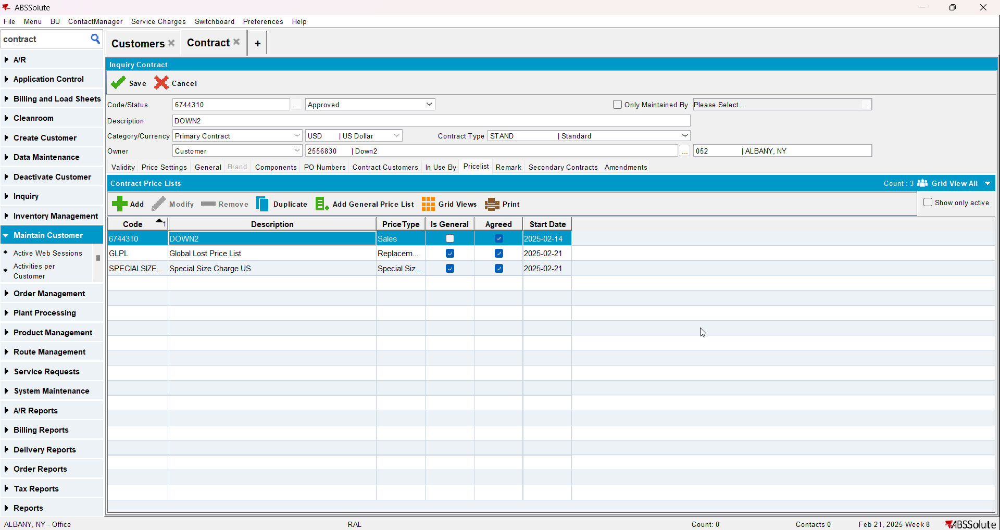 ABSSolute
File Menu BU ContactManager Service Charges Switchboard Preferences Help
contract
Customers Contract +
A/R
Application Control
Billing and Load Sheets
Cleanroom
Create Customer
Data Maintenance
Deactivate Customer
Inquiry
Inventory Management
Maintain Customer
Active Web Sessions
Activities per
Customer
Order Management
Plant Processing
Product Management
Route Management
Service Requests
System Maintenance
A/R Reports
Billing Reports
Delivery Reports
Order Reports
Tax Reports
Reports
Inquiry Contract
Save Cancel
Code/Status 6744310 ... Approved Only Maintained By Please Select... ...
Description DOWN2
Category/Currency Primary Contract USD | US Dollar Contract Type STAND | Standard
Owner Customer 2556830 | Down2 ... 052 | ALBANY, NY
Validity Price Settings General Brand Components PO Numbers Contract Customers In Use By Pricelist Remark Secondary Contracts Amendments
Contract Price Lists Count : 3 Grid View All
Add Modify Remove Duplicate Add General Price List Grid Views Print Show only active
Code 1 Description PriceType Is General Agreed Start Date
6744310 DOWN2 Sales 2025-02-14
GLPL Global Lost Price List Replacem... 2025-02-21
SPECIALSIZE... Special Size Charge US Special Siz... 2025-02-21
ALBANY, NY - Office RAL Count: 0 Contacts 0 Feb 21, 2025 Week 8 ABSSolute